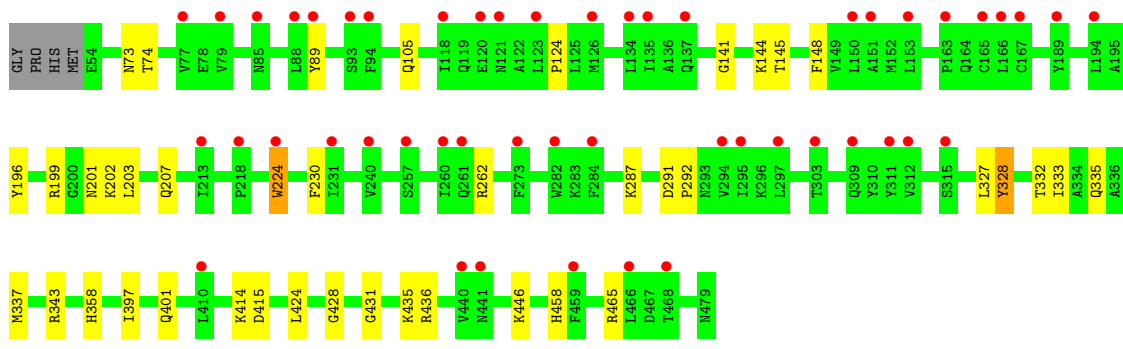 GLY PRO HIS MET E54 N73 T74 V77 E78 V79 N85 L88 Y89 S93 F94 Q105 I118 Q119 E120 N121 A122 L123 P124 L125 M126 L134 I135 A136 Q137 G141 K144 T145 F148 V149 L150 A151 M152 L153 P163 Q164 C165 L166 C167 Y189 L194 A195
Y196 R199 G200 N201 K202 L203 Q207 I213 P218 W224 F230 I231 V240 S257 I260 Q261 R262 F273 W282 K283 F284 K287 D291 P292 N293 V294 I295 K296 L297 T303 Q309 Y310 Y311 V312 S315 L327 Y328 T332 I333 A334 Q335 A336
M337 R343 H358 I397 Q401 L410 K414 D415 L424 G428 G431 K435 R436 V440 N441 K446 H458 F459 R465 L466 D467 T468 N479